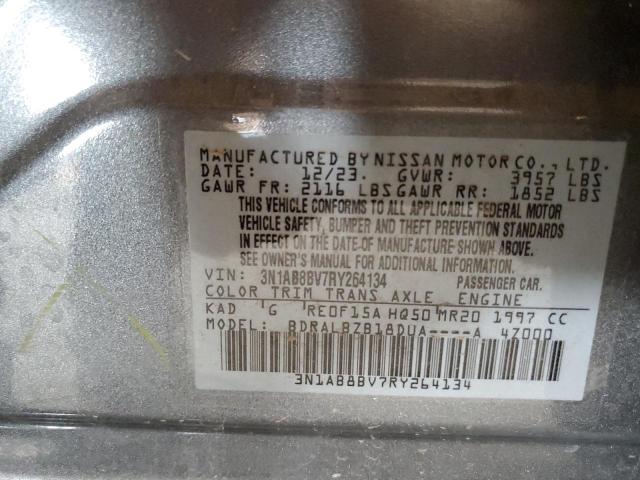 MANUFACTURED BY NISSAN MOTOR CO., LTD.
DATE: 12/23. GVWR: 3957 LBS
GAWR FR: 2116 LBS GAWR RR: 1852 LBS
THIS VEHICLE CONFORMS TO ALL APPLICABLE FEDERAL MOTOR
VEHICLE SAFETY, BUMPER AND THEFT PREVENTION STANDARDS
IN EFFECT ON THE DATE OF MANUFACTURE SHOWN ABOVE.
SEE OWNER'S MANUAL FOR ADDITIONAL INFORMATION.
VIN: 3N1AB8BV7RY264134 PASSENGER CAR.
COLOR TRIM TRANS AXLE ENGINE
KAD G RE0F15A HQ50 MR20 1997 CC
MODEL: BDRALBZB18DUA----A 47000
3N1AB8BV7RY264134